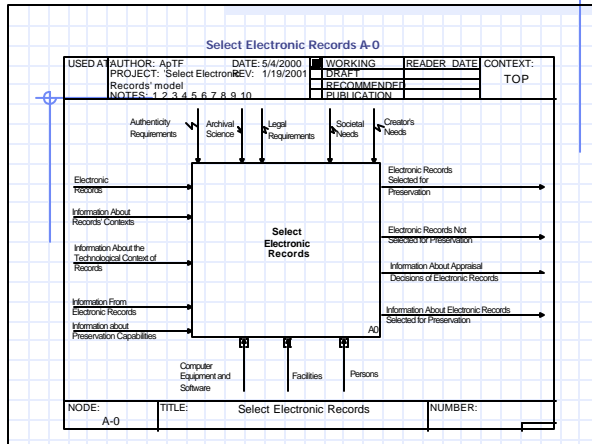 Select Electronic Records A-0
USED AT: AUTHOR: ApTF DATE: 5/4/2000 WORKING READER DATE CONTEXT:
PROJECT: 'Select Electronic REV: 1/19/2001 DRAFT
Records' model RECOMMENDED TOP
NOTES: 1 2 3 4 5 6 7 8 9 10 PUBLICATION
Authenticity
Requirements
Archival
Science
Legal
Requirements
Societal
Needs
Creator's
Needs
Electronic
Records
Information About
Records' Contexts
Information About the
Technological Context of
Records
Information From
Electronic Records
Information about
Preservation Capabilities
Select
Electronic
Records
A0
Electronic Records
Selected for
Preservation
Electronic Records Not
Selected for Preservation
Information About Appraisal
Decisions of Electronic Records
Information About Electronic Records
Selected for Preservation
Computer
Equipment and
Software
Facilities
Persons
NODE: TITLE: Select Electronic Records NUMBER:
A-0